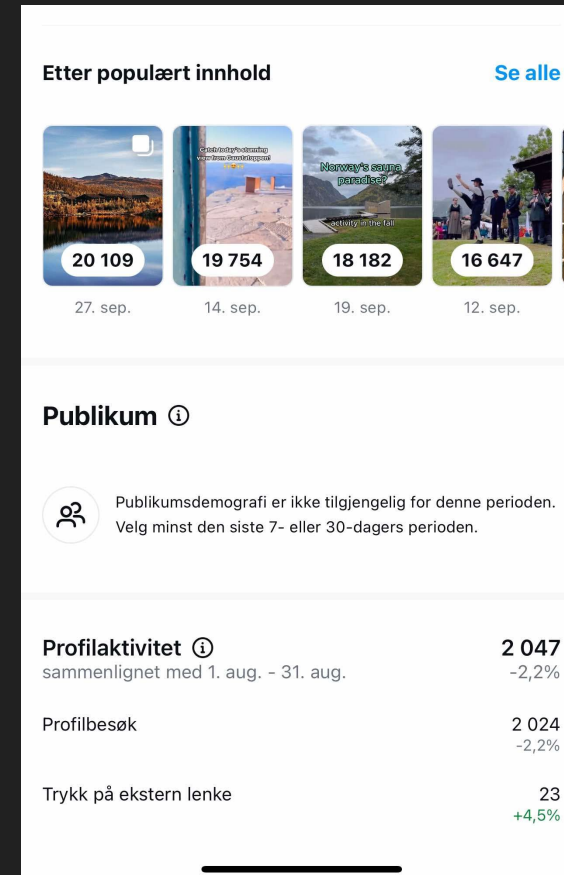 Etter populært innhold
Se alle
Catch today's stunning
view from Gaustatoppen!
Norway's sauna
paradise?
activity in the fall
20 109
19 754
18 182
16 647
27. sep.
14. sep.
19. sep.
12. sep.
Publikum
Publikumsdemografi er ikke tilgjengelig for denne perioden.
Velg minst den siste 7- eller 30-dagers perioden.
Profilaktivitet
2 047
sammenlignet med 1. aug. - 31. aug.
-2,2%
Profilbesøk
2 024
-2,2%
Trykk på ekstern lenke
23
+4,5%